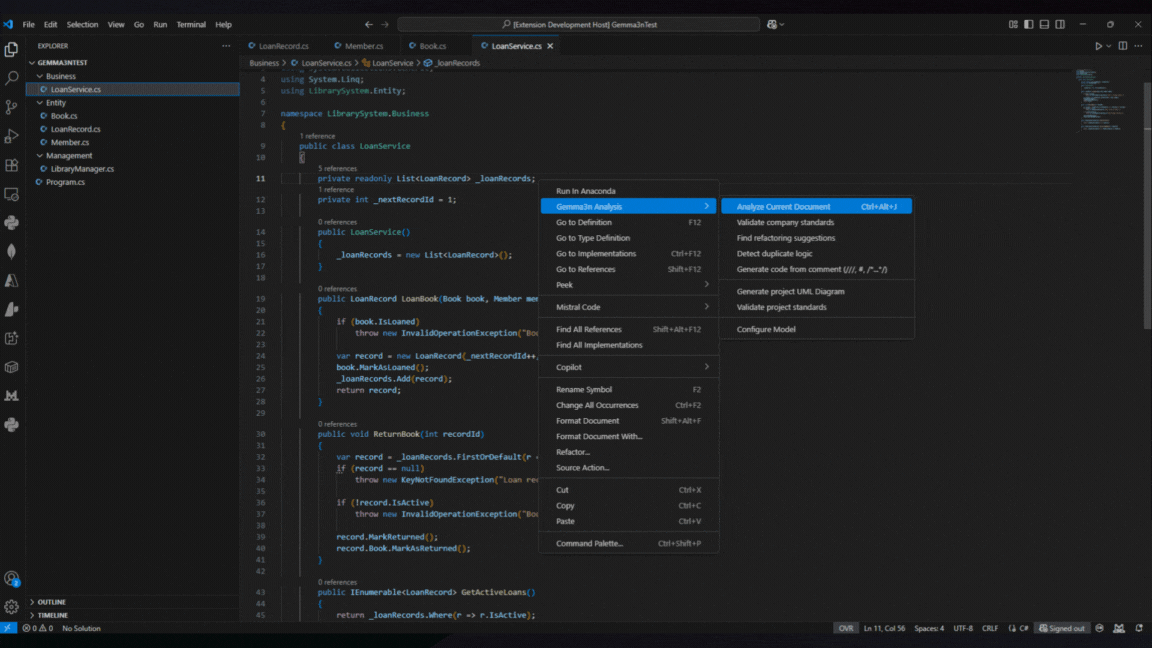 File Edit Selection View Go Run Terminal Help
[Extension Development Host] Gemma3nTest
EXPLORER
GEMMA3NTEST
Business
LoanService.cs
Entity
Book.cs
LoanRecord.cs
Member.cs
Management
LibraryManager.cs
Program.cs
OUTLINE
TIMELINE
LoanRecord.cs Member.cs Book.cs LoanService.cs
Business > LoanService.cs > LoanService > _loanRecords
4 using System.Linq;
5 using LibrarySystem.Entity;
6
7 namespace LibrarySystem.Business
8 {
1 reference
9 public class LoanService
10 {
5 references
11 private readonly List<LoanRecord> _loanRecords;
1 reference
12 private int _nextRecordId = 1;
13
0 references
14 public LoanService()
15 {
16 _loanRecords = new List<LoanRecord>();
17 }
18
0 references
19 public LoanRecord LoanBook(Book book, Member mem
20 {
21 if (book.IsLoaned)
22 throw new InvalidOperationException("Boo
23
24 var record = new LoanRecord(_nextRecordId++,
25 book.MarkAsLoaned();
26 _loanRecords.Add(record);
27 return record;
28 }
29
0 references
30 public void ReturnBook(int recordId)
31 {
32 var record = _loanRecords.FirstOrDefault(r =
33 if (record == null)
34 throw new KeyNotFoundException("Loan rec
35
36 if (!record.IsActive)
37 throw new InvalidOperationException("Boo
38
39 record.MarkReturned();
40 record.Book.MarkAsReturned();
41 }
42
0 references
43 public IEnumerable<LoanRecord> GetActiveLoans()
44 {
45 return _loanRecords.Where(r => r.IsActive);
Run In Anaconda
Gemma3n Analysis
Go to Definition F12
Go to Type Definition
Go to Implementations Ctrl+F12
Go to References Shift+F12
Peek
Mistral Code
Find All References Shift+Alt+F12
Find All Implementations
Copilot
Rename Symbol F2
Change All Occurrences Ctrl+F2
Format Document Shift+Alt+F
Format Document With...
Refactor...
Source Action...
Cut Ctrl+X
Copy Ctrl+C
Paste Ctrl+V
Command Palette... Ctrl+Shift+P
Analyze Current Document Ctrl+Alt+J
Validate company standards
Find refactoring suggestions
Detect duplicate logic
Generate code from comment (///, #, /*...*/)
Generate project UML Diagram
Validate project standards
Configure Model
0 0 No Solution
OVR Ln 11, Col 56 Spaces: 4 UTF-8 CRLF C# Signed out